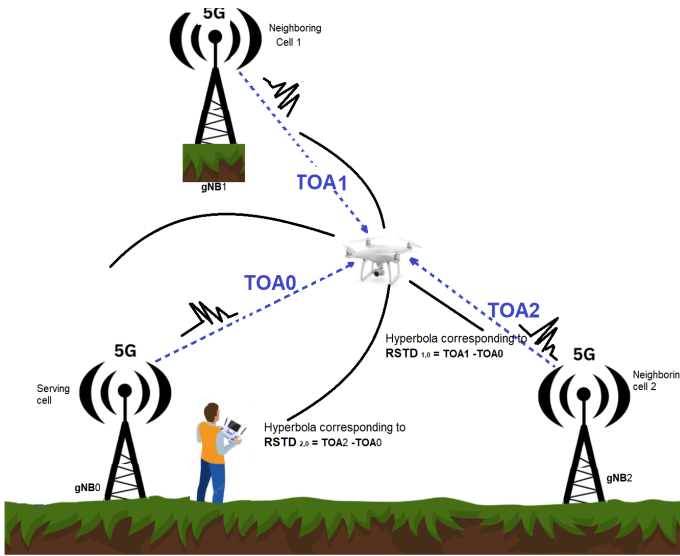 5G
Neighboring
Cell 1
gNB1
TOA1
TOA0
TOA2
Hyperbola corresponding to
RSTD 1,0 = TOA1 -TOA0
5G
5G
Serving
cell
Neighboring
cell 2
Hyperbola corresponding to
RSTD 2,0 = TOA2 -TOA0
gNB0
gNB2